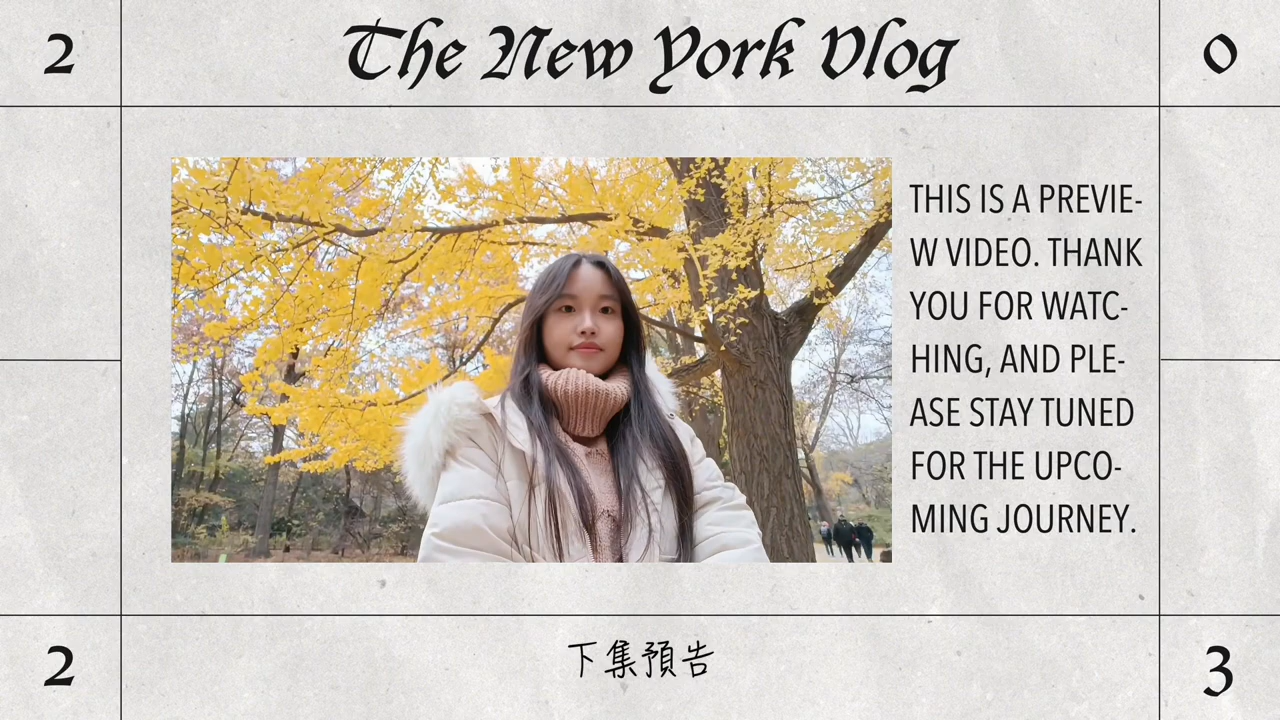 2
The New York Vlog
0
THIS IS A PREVIE-
W VIDEO. THANK
YOU FOR WATC-
HING, AND PLE-
ASE STAY TUNED
FOR THE UPCO-
MING JOURNEY.
2
下集預告
3